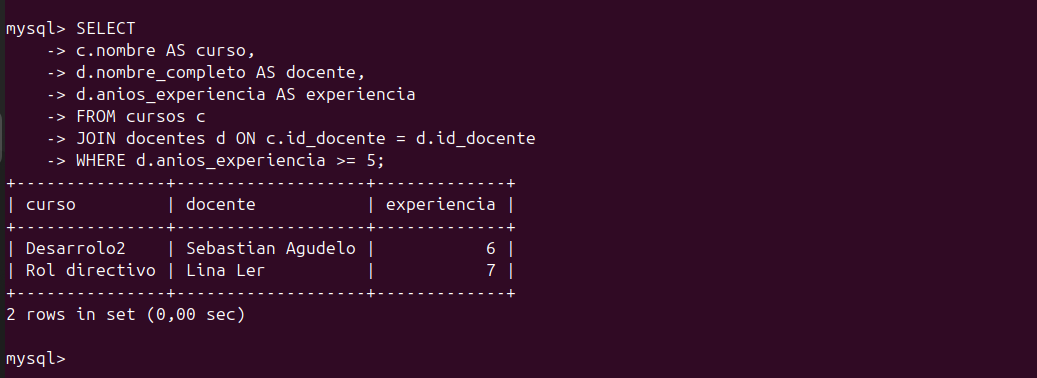 mysql> SELECT
    -> c.nombre AS curso,
    -> d.nombre_completo AS docente,
    -> d.anios_experiencia AS experiencia
    -> FROM cursos c
    -> JOIN docentes d ON c.id_docente = d.id_docente
    -> WHERE d.anios_experiencia >= 5;
+---------------+-------------------+-------------+
| curso         | docente           | experiencia |
+---------------+-------------------+-------------+
| Desarrolo2    | Sebastian Agudelo |           6 |
| Rol directivo | Lina Ler          |           7 |
+---------------+-------------------+-------------+
2 rows in set (0,00 sec)
mysql>